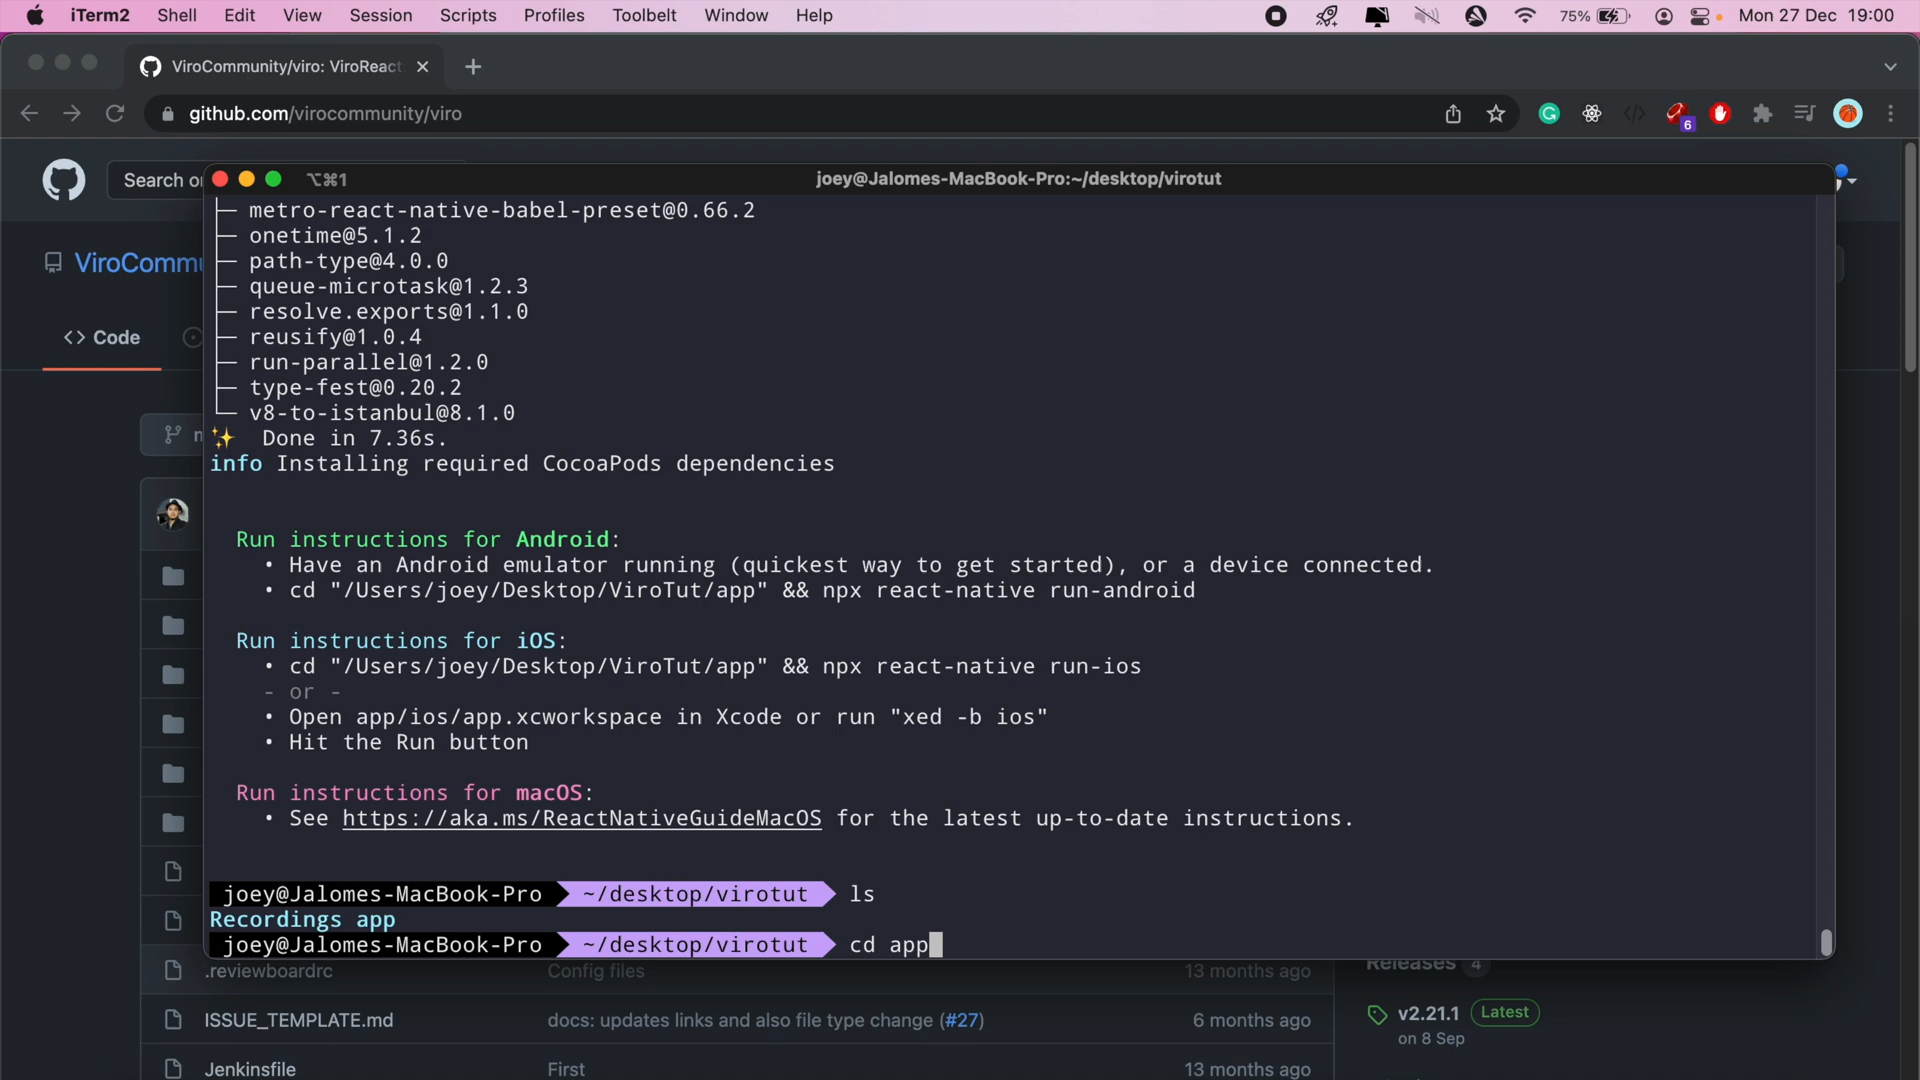 iTerm2 Shell Edit View Session Scripts Profiles Toolbelt Window Help 75% Mon 27 Dec 19:00
ViroCommunity/viro: ViroReact
github.com/virocommunity/viro
6
Search or
⌥⌘1 joey@Jalomes-MacBook-Pro:~/desktop/virotut
ViroCommu
<> Code
├─ metro-react-native-babel-preset@0.66.2
├─ onetime@5.1.2
├─ path-type@4.0.0
├─ queue-microtask@1.2.3
├─ resolve.exports@1.1.0
├─ reusify@1.0.4
├─ run-parallel@1.2.0
├─ type-fest@0.20.2
└─ v8-to-istanbul@8.1.0
✨ Done in 7.36s.
info Installing required CocoaPods dependencies
Run instructions for Android:
• Have an Android emulator running (quickest way to get started), or a device connected.
• cd "/Users/joey/Desktop/ViroTut/app" && npx react-native run-android
Run instructions for iOS:
• cd "/Users/joey/Desktop/ViroTut/app" && npx react-native run-ios
- or -
• Open app/ios/app.xcworkspace in Xcode or run "xed -b ios"
• Hit the Run button
Run instructions for macOS:
• See https://aka.ms/ReactNativeGuideMacOS for the latest up-to-date instructions.
joey@Jalomes-MacBook-Pro ~/desktop/virotut ls
Recordings app
joey@Jalomes-MacBook-Pro ~/desktop/virotut cd app
.reviewboardrc Config files 13 months ago
Releases 4
ISSUE_TEMPLATE.md docs: updates links and also file type change (#27) 6 months ago
v2.21.1 Latest
on 8 Sep
Jenkinsfile First 13 months ago